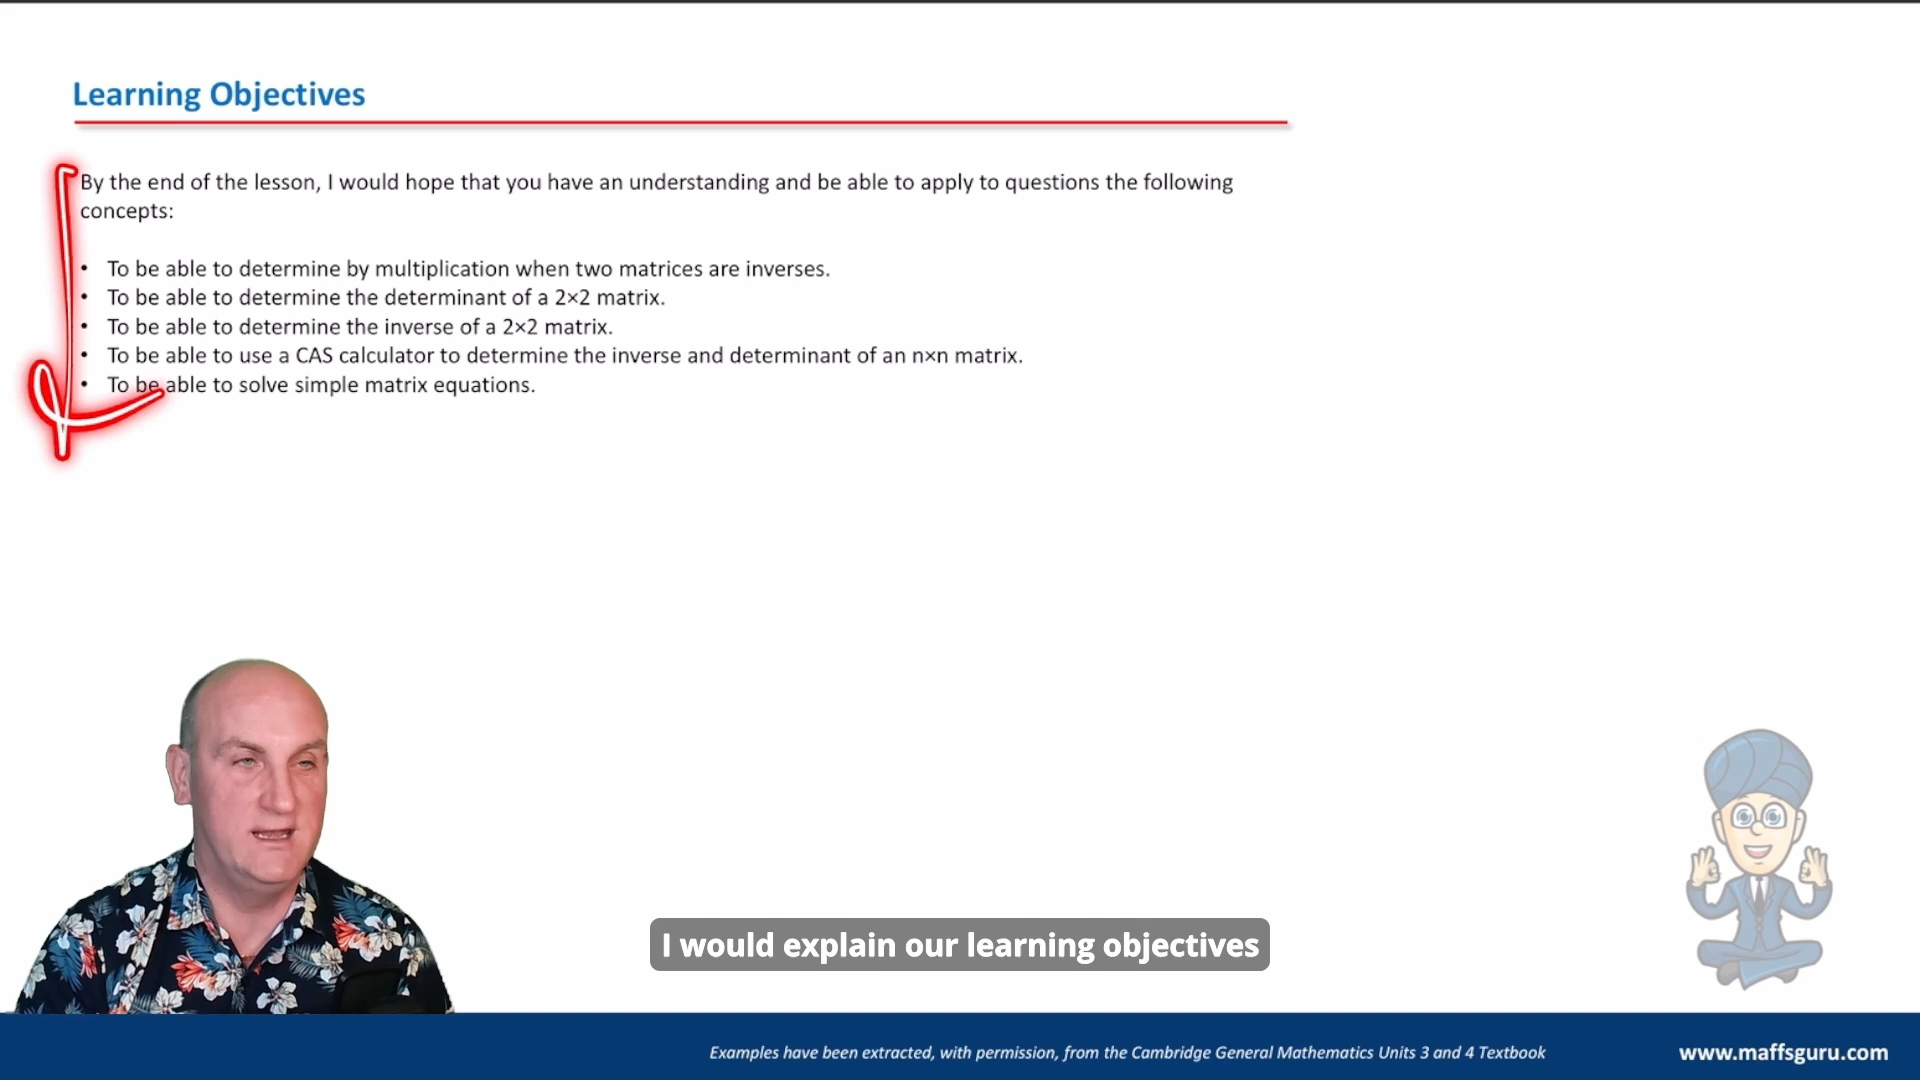 Learning Objectives
By the end of the lesson, I would hope that you have an understanding and be able to apply to questions the following
concepts:
• To be able to determine by multiplication when two matrices are inverses.
• To be able to determine the determinant of a 2×2 matrix.
• To be able to determine the inverse of a 2×2 matrix.
• To be able to use a CAS calculator to determine the inverse and determinant of an n×n matrix.
• To be able to solve simple matrix equations.
I would explain our learning objectives
Examples have been extracted, with permission, from the Cambridge General Mathematics Units 3 and 4 Textbook
www.maffsguru.com